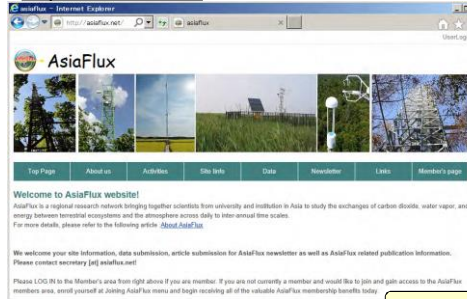 asiaflux - Internet Explorer
http://asiaflux.net/
asiaflux
UserLog
AsiaFlux
Top Page About us Activities Site Info Data Newsletter Links Member's page
Welcome to AsiaFlux website!
AsiaFlux is a regional research network bringing together scientists from university and institution in Asia to study the exchanges of carbon dioxide, water vapor, and
energy between terrestrial ecosystems and the atmosphere across daily to inter-annual time scales.
For more details, please refer to the following article About AsiaFlux
We welcome your site information, data submission, article submission for AsiaFlux newsletter as well as AsiaFlux related publication information.
Please contact secretary [at] asiaflux.net!
Please LOG IN to the Member's area from right above if you are member. If you are not currently a member and would like to join and gain access to the AsiaFlux
members area, enroll yourself at Joining AsiaFlux menu and begin receiving all of the valuable AsiaFlux membership benefits today